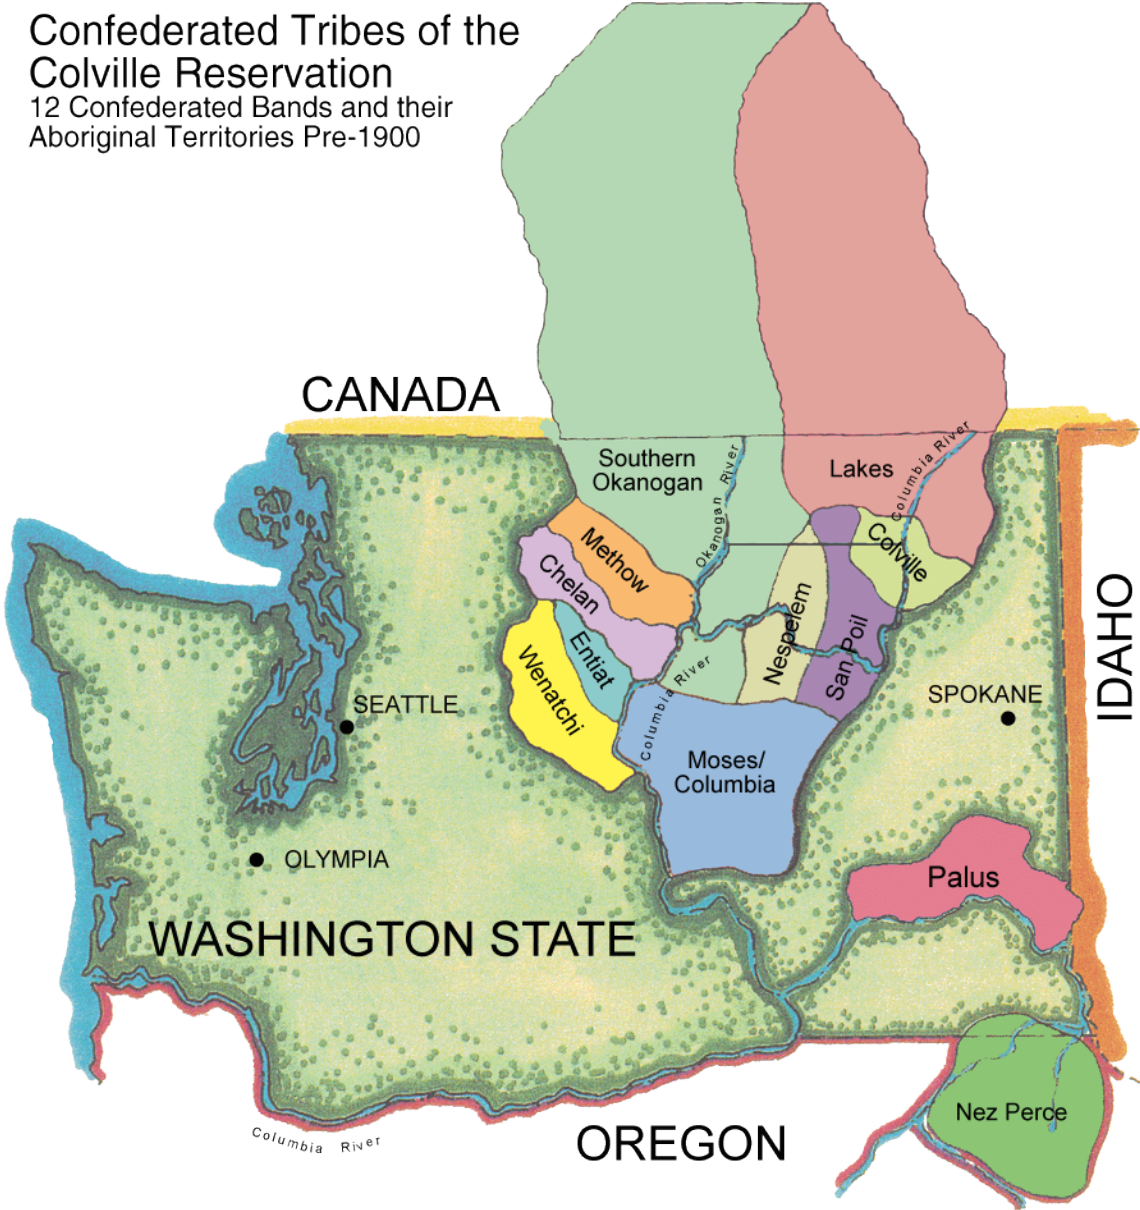 Confederated Tribes of the
Colville Reservation
12 Confederated Bands and their
Aboriginal Territories Pre-1900
CANADA
Southern
Okanogan
Okanogan River
Lakes
Columbia River
Methow
Colville
Chelan
Nespelem
San Poil
Entiat
Wenatchi
Columbia River
IDAHO
SEATTLE
SPOKANE
Moses/
Columbia
OLYMPIA
Palus
WASHINGTON STATE
Nez Perce
Columbia River
OREGON